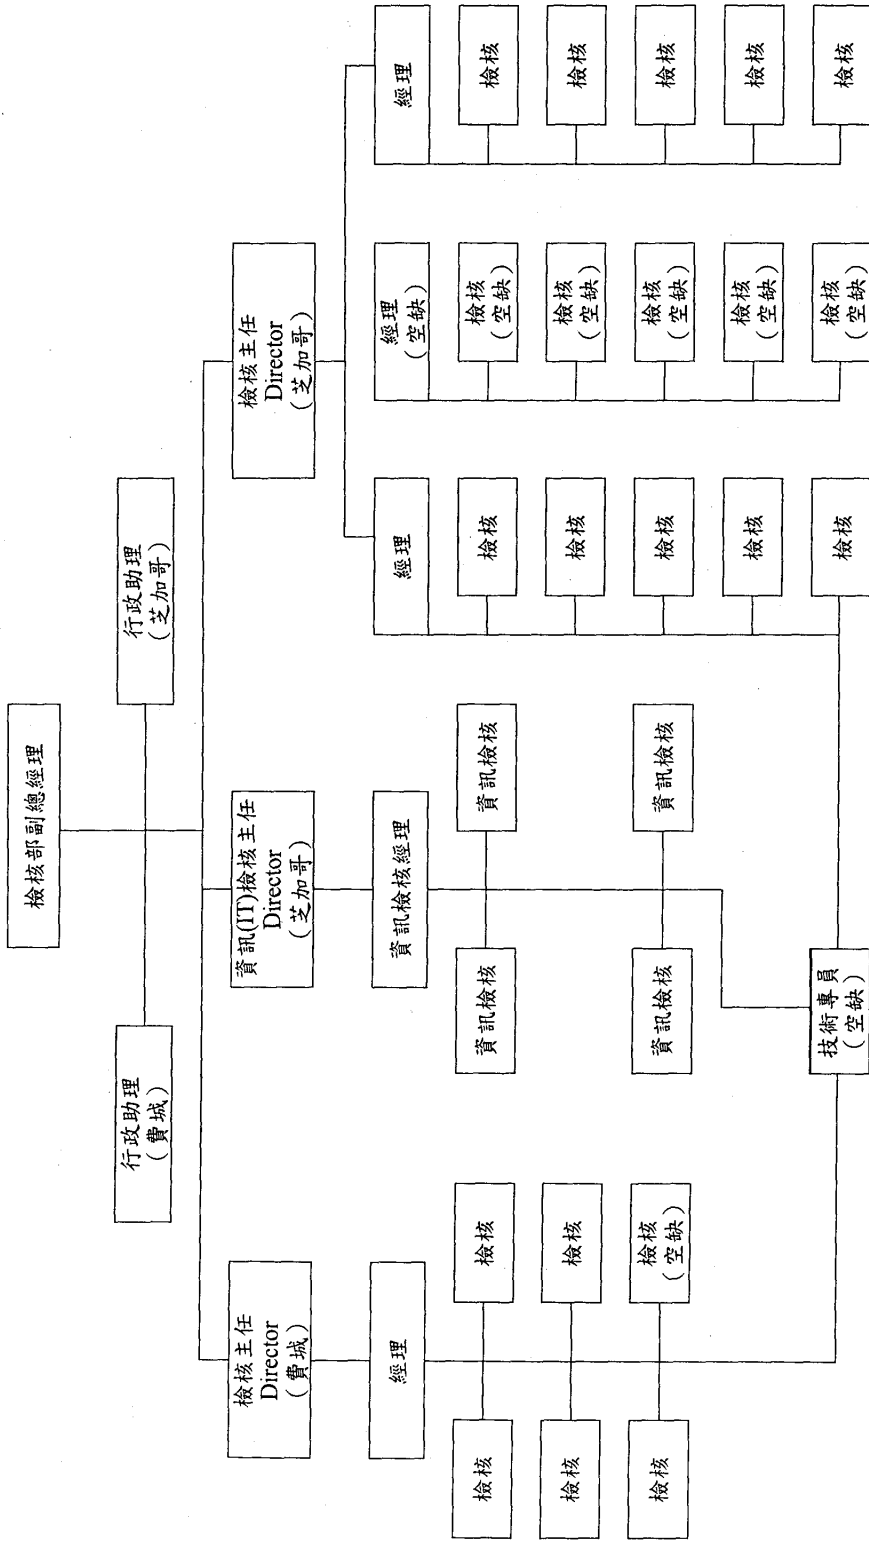 檢核部副總經理
行政助理
(費城)
行政助理
(芝加哥)
檢核主任
Director
(費城)
資訊(IT)檢核主任
Director
(芝加哥)
檢核主任
Director
(芝加哥)
經理
資訊檢核經理
經理
經理
(空缺)
經理
檢核
檢核
資訊檢核
資訊檢核
檢核
檢核
(空缺)
檢核
檢核
檢核
檢核
檢核
(空缺)
檢核
檢核
檢核
(空缺)
資訊檢核
資訊檢核
檢核
檢核
(空缺)
檢核
檢核
檢核
(空缺)
檢核
技術專員
(空缺)
檢核
檢核
(空缺)
檢核